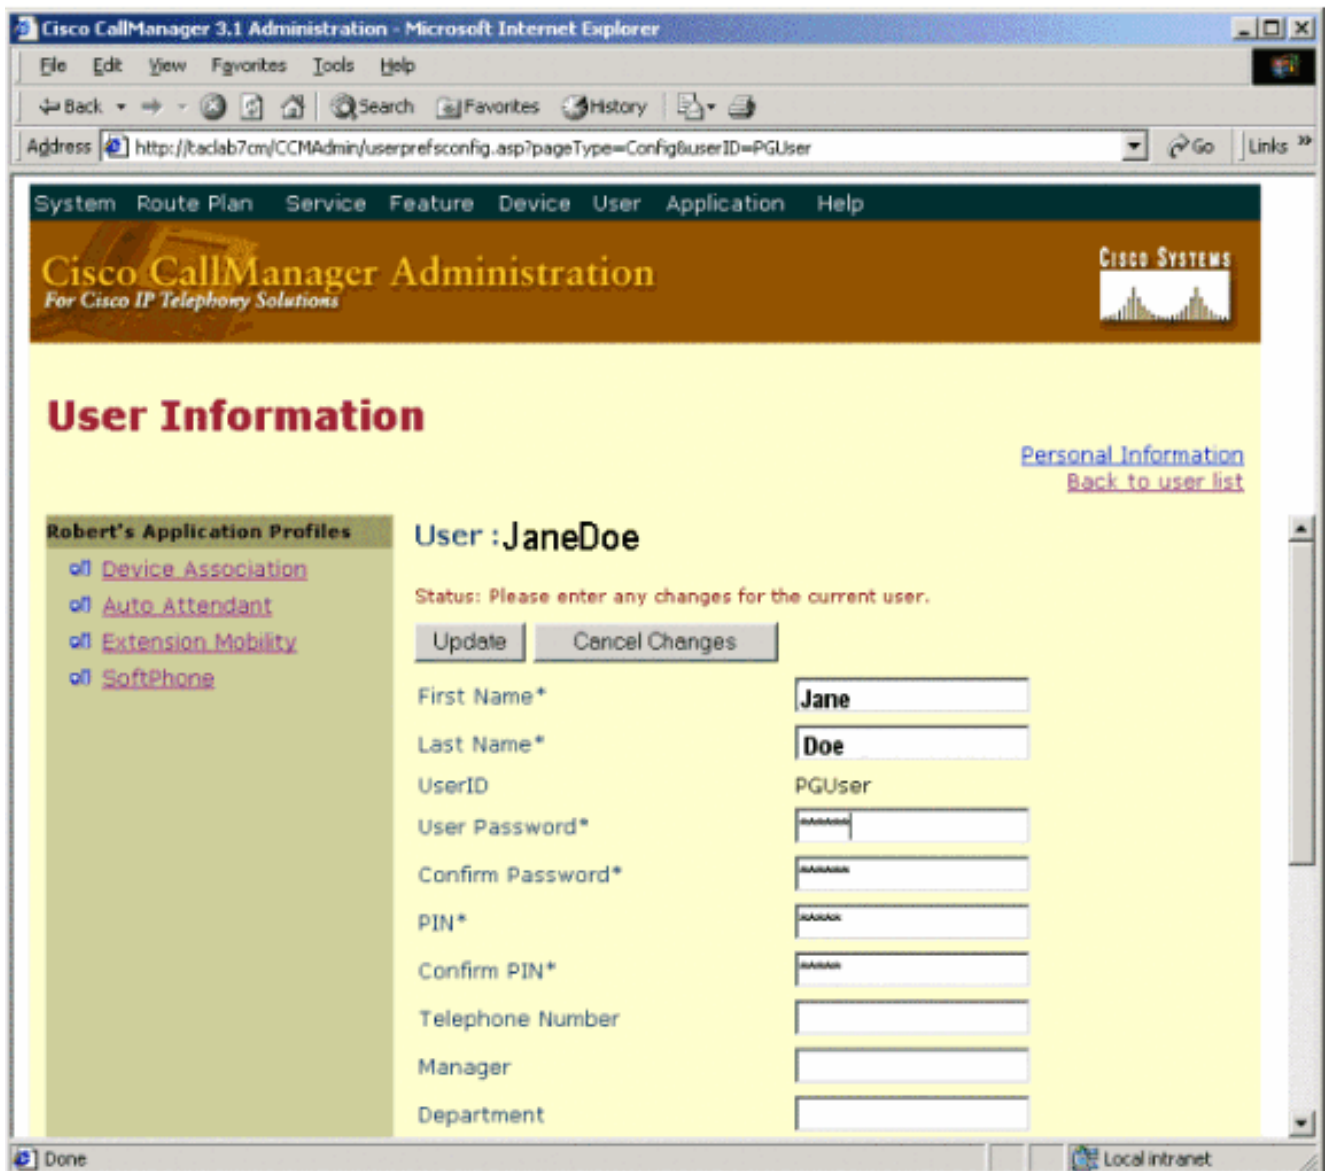 Cisco CallManager 3.1 Administration - Microsoft Internet Explorer
File Edit View Favorites Tools Help
Back Search Favorites History
Address http://taclab7cm/CCMAdmin/userprefsconfig.asp?pageType=Config&userID=PGUser Go Links »
System Route Plan Service Feature Device User Application Help
Cisco CallManager Administration
For Cisco IP Telephony Solutions
CISCO SYSTEMS
User Information
Personal Information
Back to user list
Robert's Application Profiles
Device Association
Auto Attendant
Extension Mobility
SoftPhone
User : JaneDoe
Status: Please enter any changes for the current user.
Update Cancel Changes
First Name* Jane
Last Name* Doe
UserID PGUser
User Password* ******
Confirm Password* ******
PIN* *****
Confirm PIN* *****
Telephone Number
Manager
Department
Done Local intranet